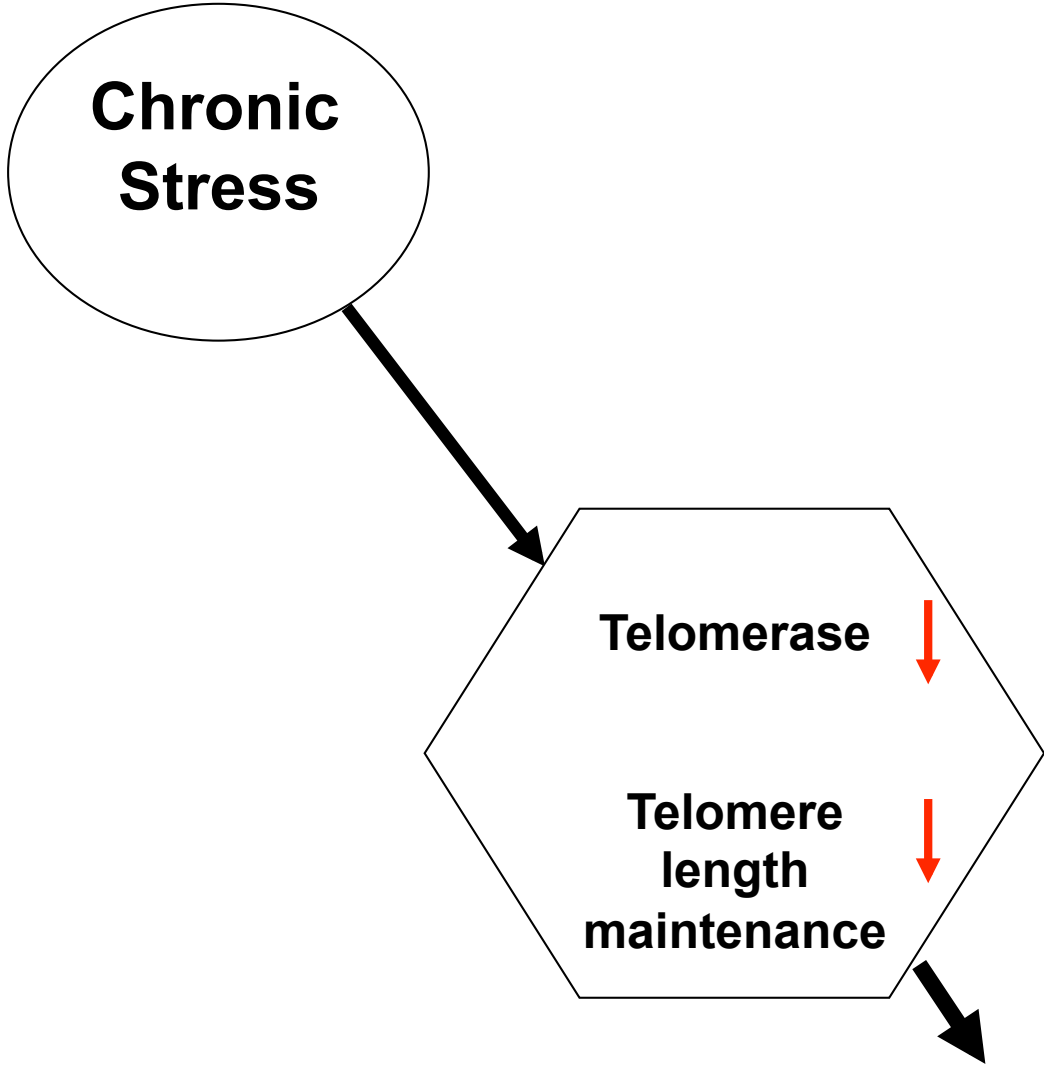 Chronic
Stress
Telomerase
Telomere
length
maintenance